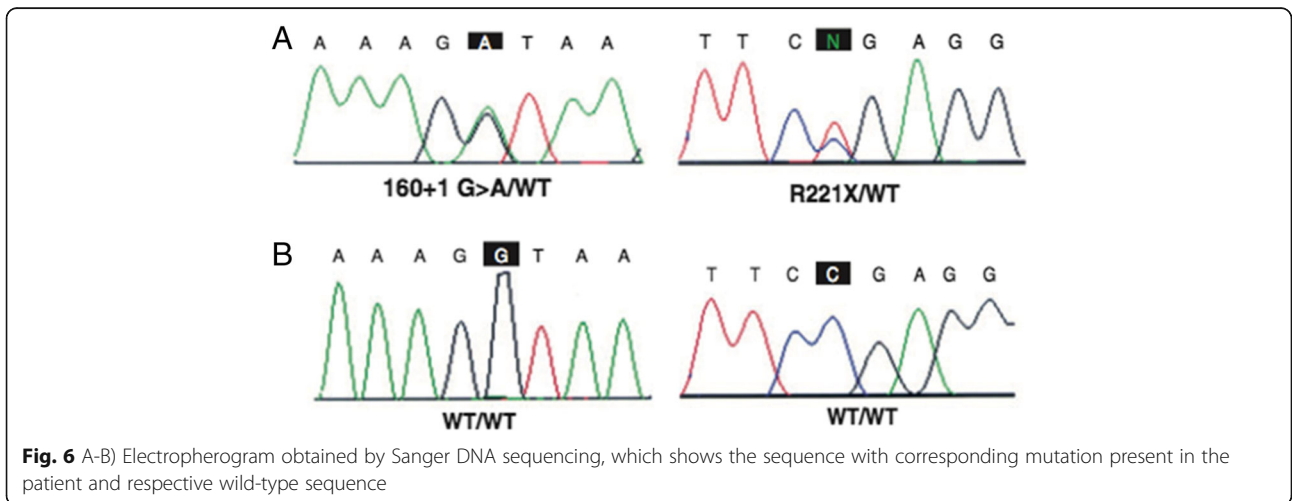 A
A A A G A T A A
T T C N G A G G
160+1 G>A/WT
R221X/WT
B
A A A G G T A A
T T C C G A G G
WT/WT
WT/WT
Fig. 6 A-B) Electropherogram obtained by Sanger DNA sequencing, which shows the sequence with corresponding mutation present in the
patient and respective wild-type sequence